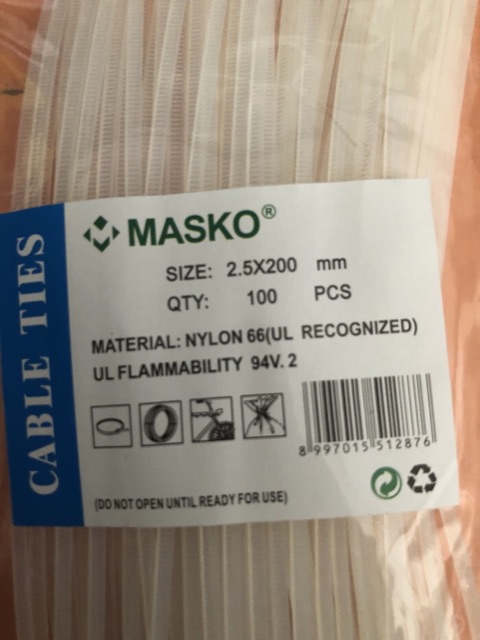 CABLE TIES
MASKO®
SIZE: 2.5X200 mm
QTY: 100 PCS
MATERIAL: NYLON 66(UL RECOGNIZED)
UL FLAMMABILITY 94V. 2
8 997015 512876
(DO NOT OPEN UNTIL READY FOR USE)